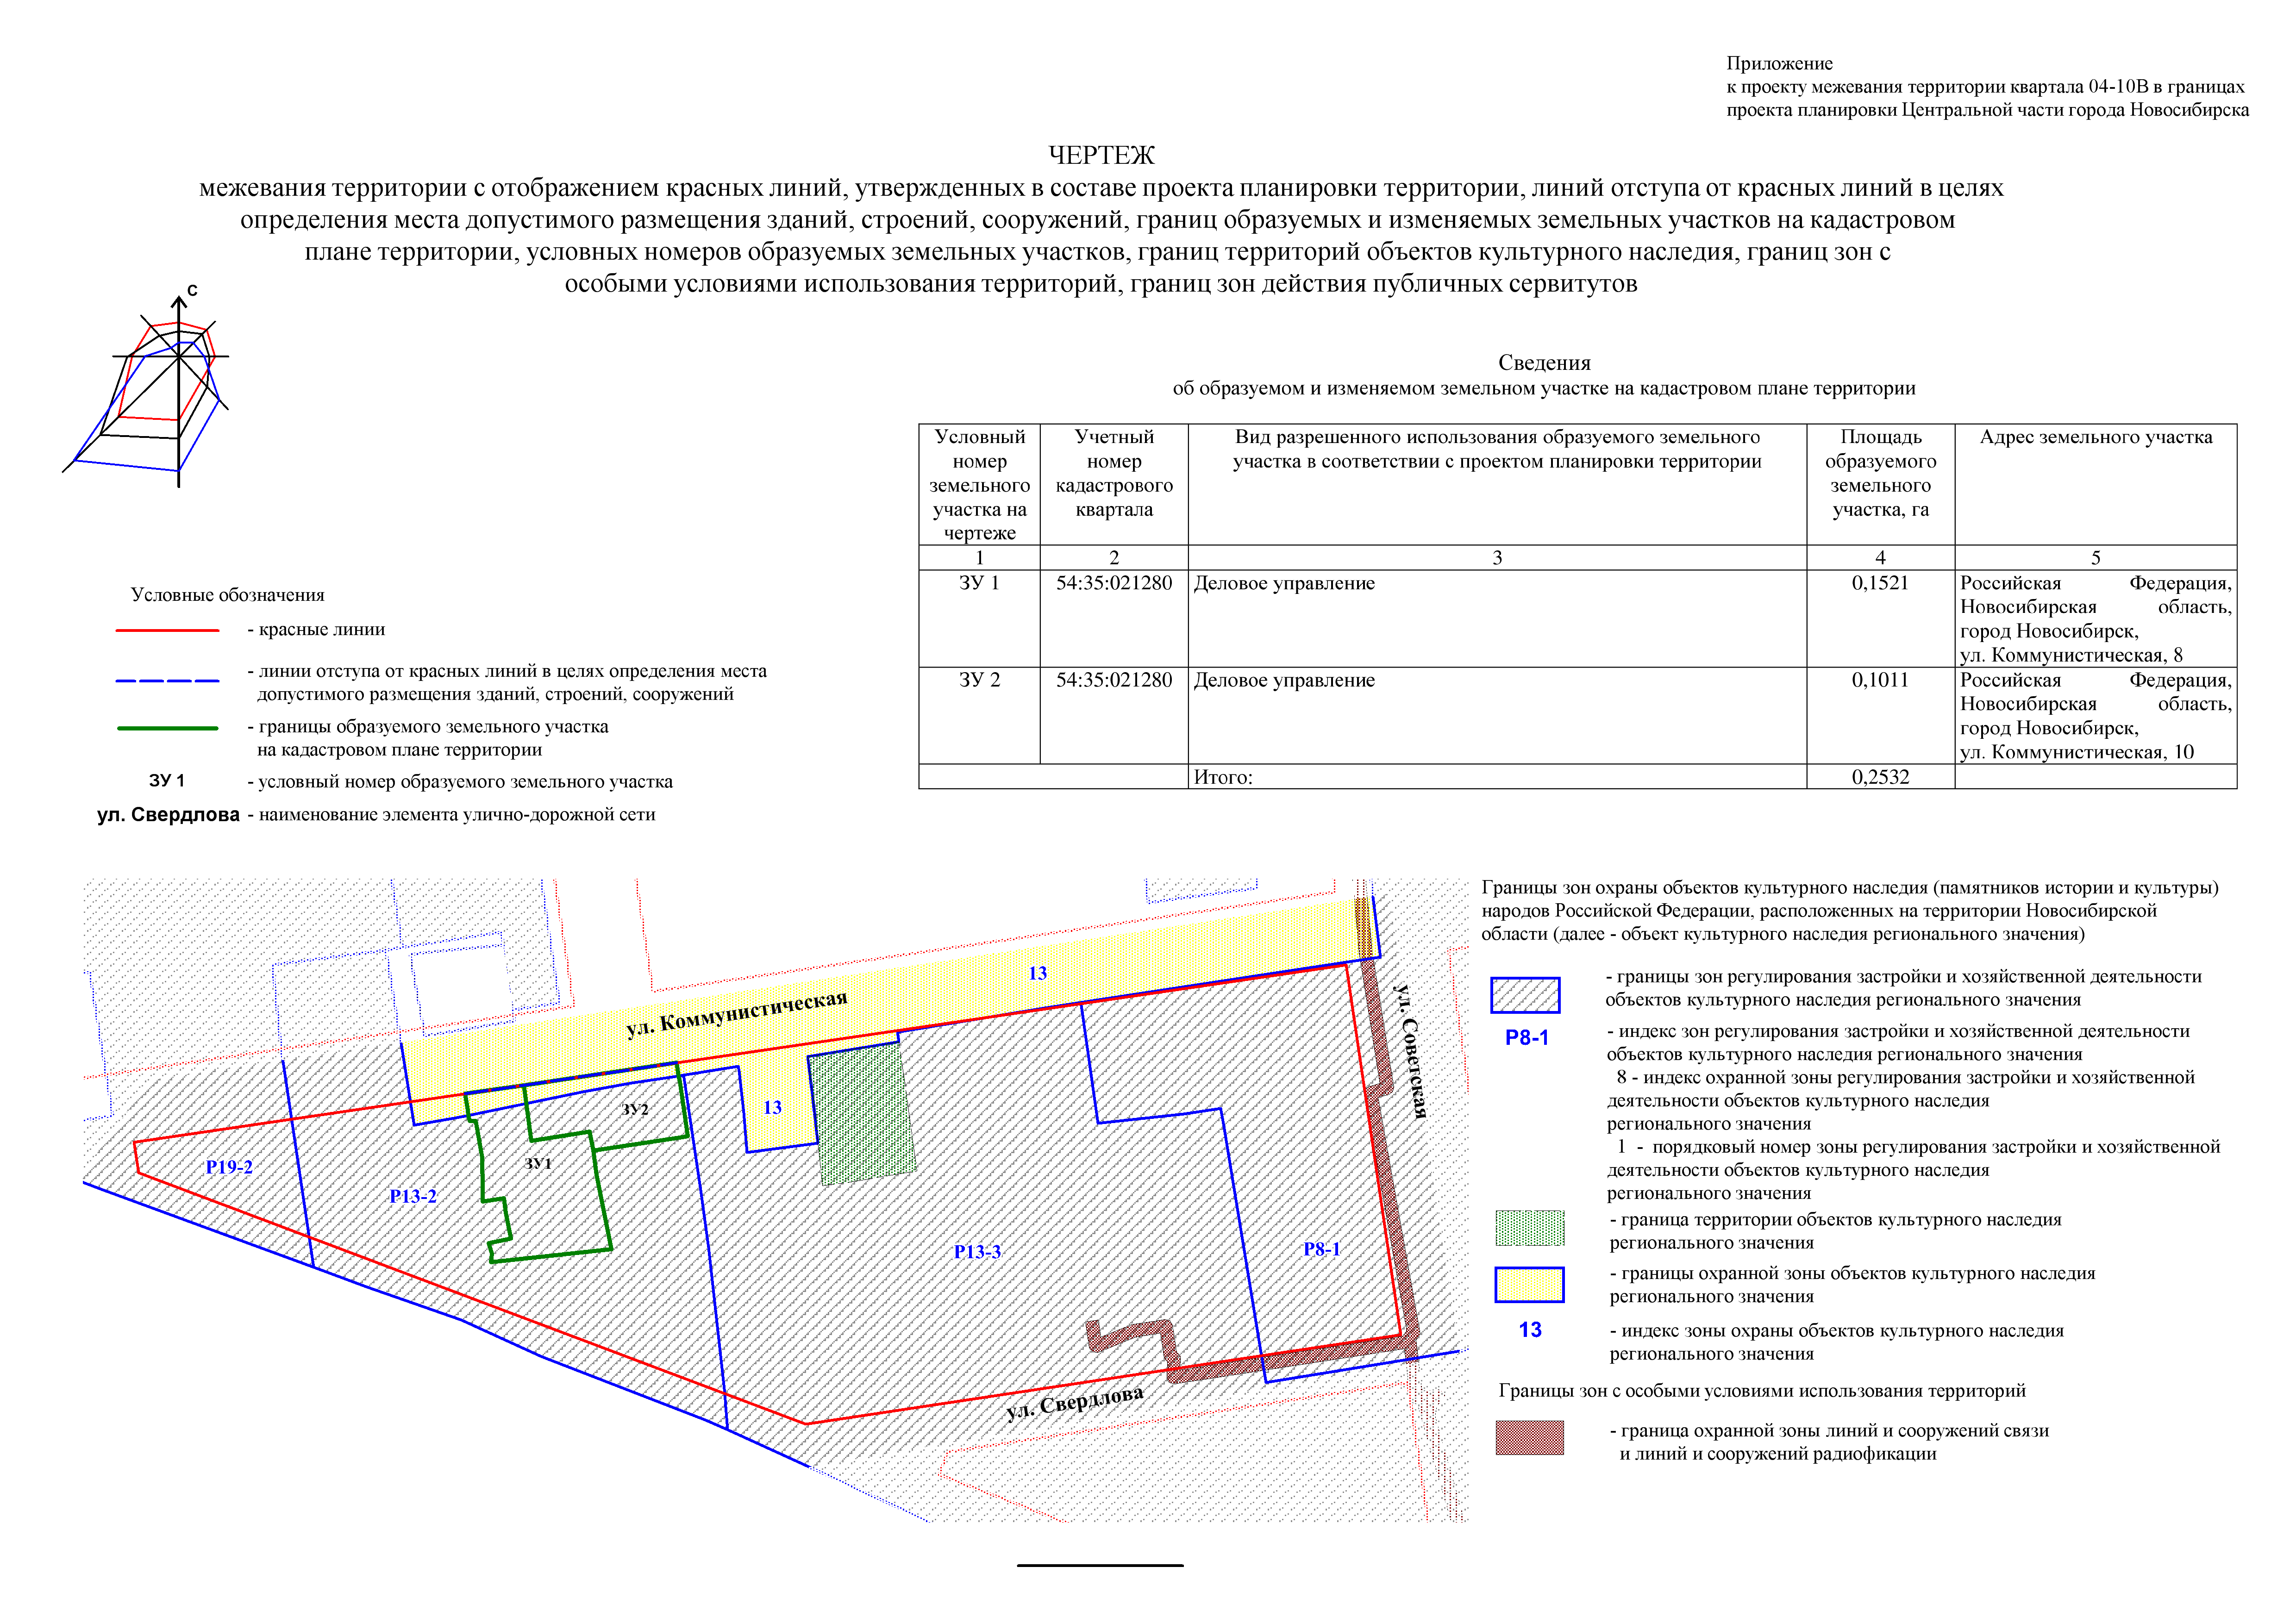 Приложение
к проекту межевания территории квартала 04-10В в границах
проекта планировки Центральной части города Новосибирска
ЧЕРТЕЖ
межевания территории с отображением красных линий, утвержденных в составе проекта планировки территории, линий отступа от красных линий в целях
определения места допустимого размещения зданий, строений, сооружений, границ образуемых и изменяемых земельных участков на кадастровом
плане территории, условных номеров образуемых земельных участков, границ территорий объектов культурного наследия, границ зон с
особыми условиями использования территорий, границ зон действия публичных сервитутов
С
Сведения
об образуемом и изменяемом земельном участке на кадастровом плане территории
Условный
номер
земельного
участка на
чертеже
Учетный
номер
кадастрового
квартала
Вид разрешенного использования образуемого земельного
участка в соответствии с проектом планировки территории
Площадь
образуемого
земельного
участка, га
Адрес земельного участка
1 2 3 4 5
ЗУ 1 54:35:021280 Деловое управление 0,1521 Российская Федерация,
Новосибирская область,
город Новосибирск,
ул. Коммунистическая, 8
ЗУ 2 54:35:021280 Деловое управление 0,1011 Российская Федерация,
Новосибирская область,
город Новосибирск,
ул. Коммунистическая, 10
Итого: 0,2532
Условные обозначения
- красные линии
- линии отступа от красных линий в целях определения места
допустимого размещения зданий, строений, сооружений
- границы образуемого земельного участка
на кадастровом плане территории
ЗУ 1 - условный номер образуемого земельного участка
ул. Свердлова - наименование элемента улично-дорожной сети
13
ул. Коммунистическая
ул. Советская
ЗУ2
13
ЗУ1
Р19-2
Р13-2
Р13-3
Р8-1
ул. Свердлова
Границы зон охраны объектов культурного наследия (памятников истории и культуры)
народов Российской Федерации, расположенных на территории Новосибирской
области (далее - объект культурного наследия регионального значения)
- границы зон регулирования застройки и хозяйственной деятельности
объектов культурного наследия регионального значения
Р8-1 - индекс зон регулирования застройки и хозяйственной деятельности
объектов культурного наследия регионального значения
8 - индекс охранной зоны регулирования застройки и хозяйственной
деятельности объектов культурного наследия
регионального значения
1 - порядковый номер зоны регулирования застройки и хозяйственной
деятельности объектов культурного наследия
регионального значения
- граница территории объектов культурного наследия
регионального значения
- границы охранной зоны объектов культурного наследия
регионального значения
13 - индекс зоны охраны объектов культурного наследия
регионального значения
Границы зон с особыми условиями использования территорий
- граница охранной зоны линий и сооружений связи
и линий и сооружений радиофикации